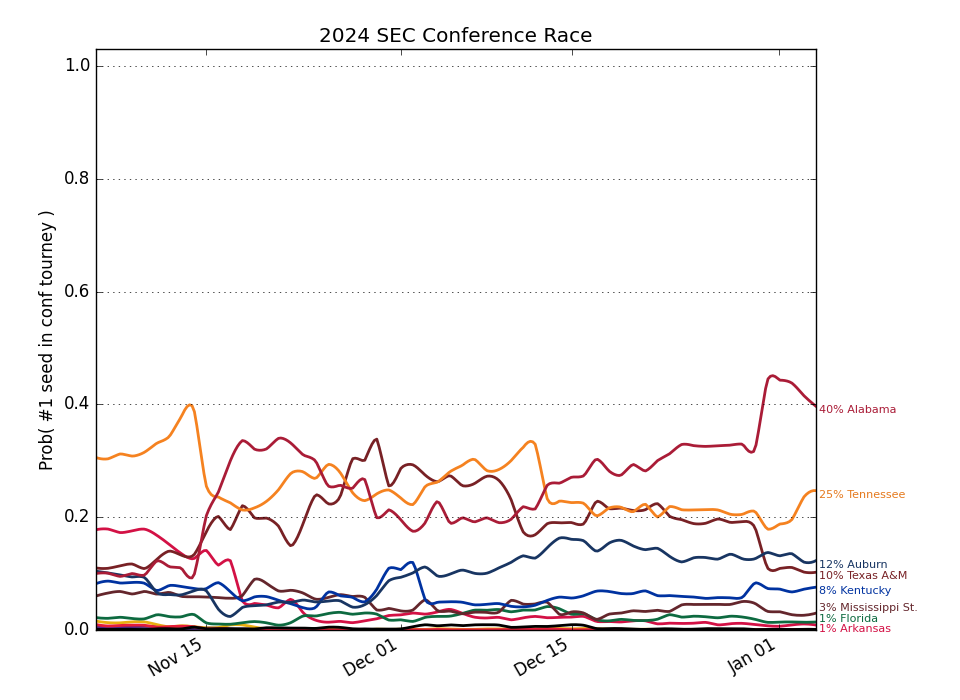 2024 SEC Conference Race
Prob( #1 seed in conf tourney )
1.0
0.8
0.6
0.4
0.2
0.0
Nov 15
Dec 01
Dec 15
Jan 01
40% Alabama
25% Tennessee
12% Auburn
10% Texas A&M
8% Kentucky
3% Mississippi St.
1% Florida
1% Arkansas